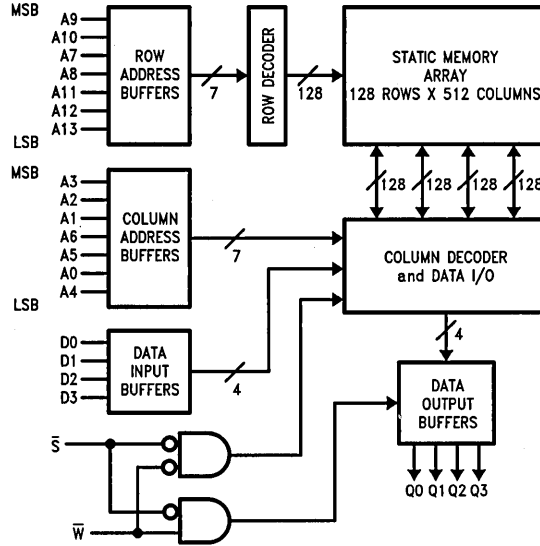 MSB
A9
A10
A7
A8
A11
A12
A13
LSB
ROW
ADDRESS
BUFFERS
7
ROW DECODER
128
STATIC MEMORY
ARRAY
128 ROWS X 512 COLUMNS
128
128
128
128
MSB
A3
A2
A1
A6
A5
A0
A4
LSB
COLUMN
ADDRESS
BUFFERS
7
COLUMN DECODER
and DATA I/O
D0
D1
D2
D3
DATA
INPUT
BUFFERS
4
4
DATA
OUTPUT
BUFFERS
Q0 Q1 Q2 Q3
S̅
W̅